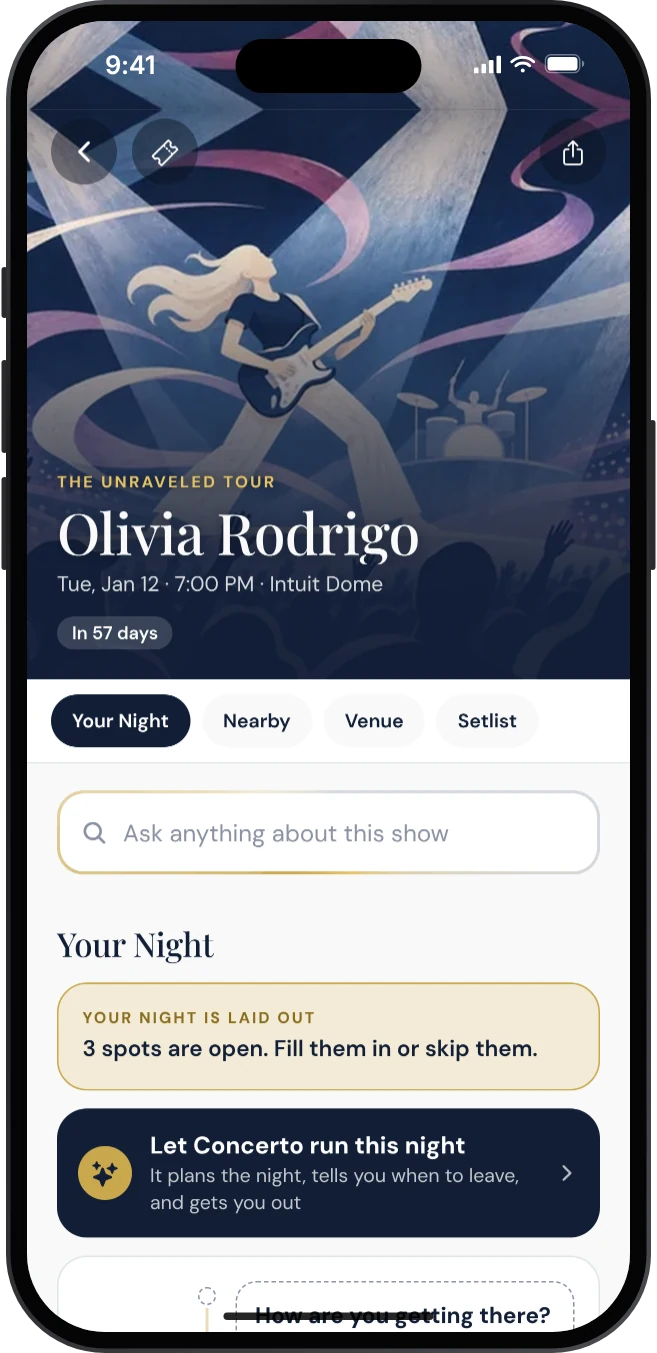 9:41
THE UNRAVELED TOUR
Olivia Rodrigo
Tue, Jan 12 · 7:00 PM · Intuit Dome
In 57 days
Your Night
Nearby
Venue
Setlist
Ask anything about this show
Your Night
YOUR NIGHT IS LAID OUT
3 spots are open. Fill them in or skip them.
Let Concerto run this night
It plans the night, tells you when to leave,
and gets you out
How are you getting there?